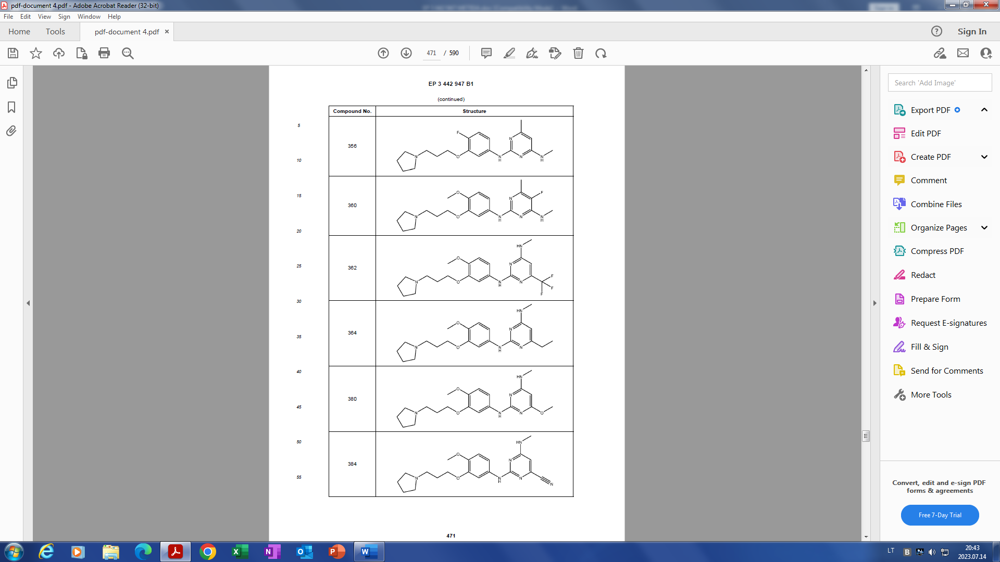 pdf-document 4.pdf - Adobe Acrobat Reader (32-bit)
File Edit View Sign Window Help
Home Tools pdf-document 4.pdf × Sign In
471 / 590
EP 3 442 947 B1
(continued)
Compound No. Structure
5
356
F
N
N
O
N
H
N
N
H
10
15
360
O
F
N
N
O
N
H
N
N
H
20
HN
25
362
O
N
N
O
N
H
N
F
F
F
30
HN
35
364
O
N
N
O
N
H
N
40
HN
380
O
N
45
N
O
N
H
N
O
50
HN
384
O
N
55
N
O
N
H
N
N
471
Search 'Add Image'
Export PDF
Edit PDF
Create PDF
Comment
Combine Files
Organize Pages
Compress PDF
Redact
Prepare Form
Request E-signatures
Fill & Sign
Send for Comments
More Tools
Convert, edit and e-sign PDF
forms & agreements
Free 7-Day Trial
LT
20:43
2023.07.14